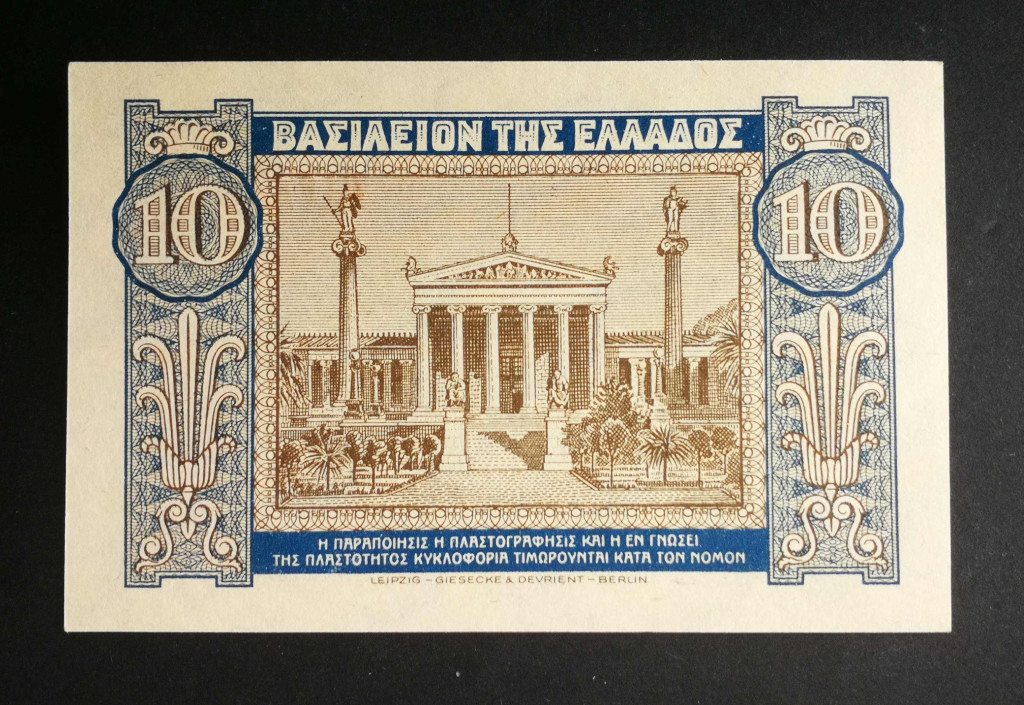 ΒΑΣΙΛΕΙΟΝ ΤΗΣ ΕΛΛΑΔΟΣ
10 10
Η ΠΑΡΑΠΟΙΗΣΙΣ Η ΠΛΑΣΤΟΓΡΑΦΗΣΙΣ ΚΑΙ Η ΕΝ ΓΝΩΣΕΙ
ΤΗΣ ΠΛΑΣΤΟΤΗΤΟΣ ΚΥΚΛΟΦΟΡΙΑ ΤΙΜΩΡΟΥΝΤΑΙ ΚΑΤΑ ΤΟΝ ΝΟΜΟΝ
LEIPZIG – GIESECKE & DEVRIENT – BERLIN